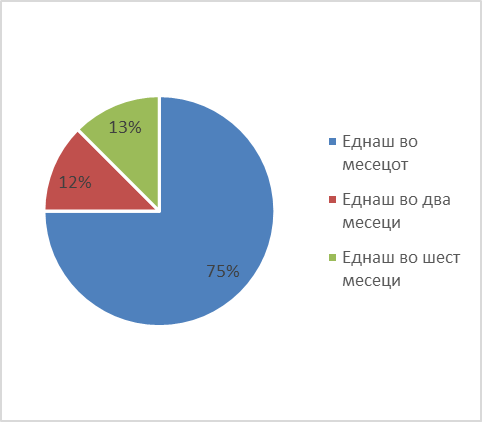 13%
12%
75%
Еднаш во
месецот
Еднаш во два
месеци
Еднаш во шест
месеци